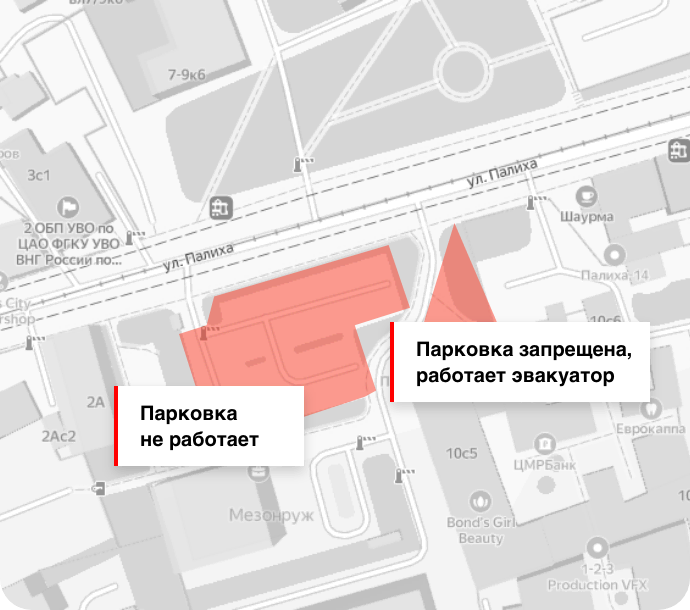 7-9к6
ул. Палиха
3с1
Шаурма
2 ОБП УВО по
ЦАО ФГКУ УВО
ВНГ России по...
ул. Палиха
Палиха, 14
City
10с6
Парковка запрещена,
работает эвакуатор
Парковка
не работает
2А
2Ас2
Еврокаппа
10с5
ЦМРБанк
Мезонруж
Bond's Girl
Beauty
1-2-3
Production VFX